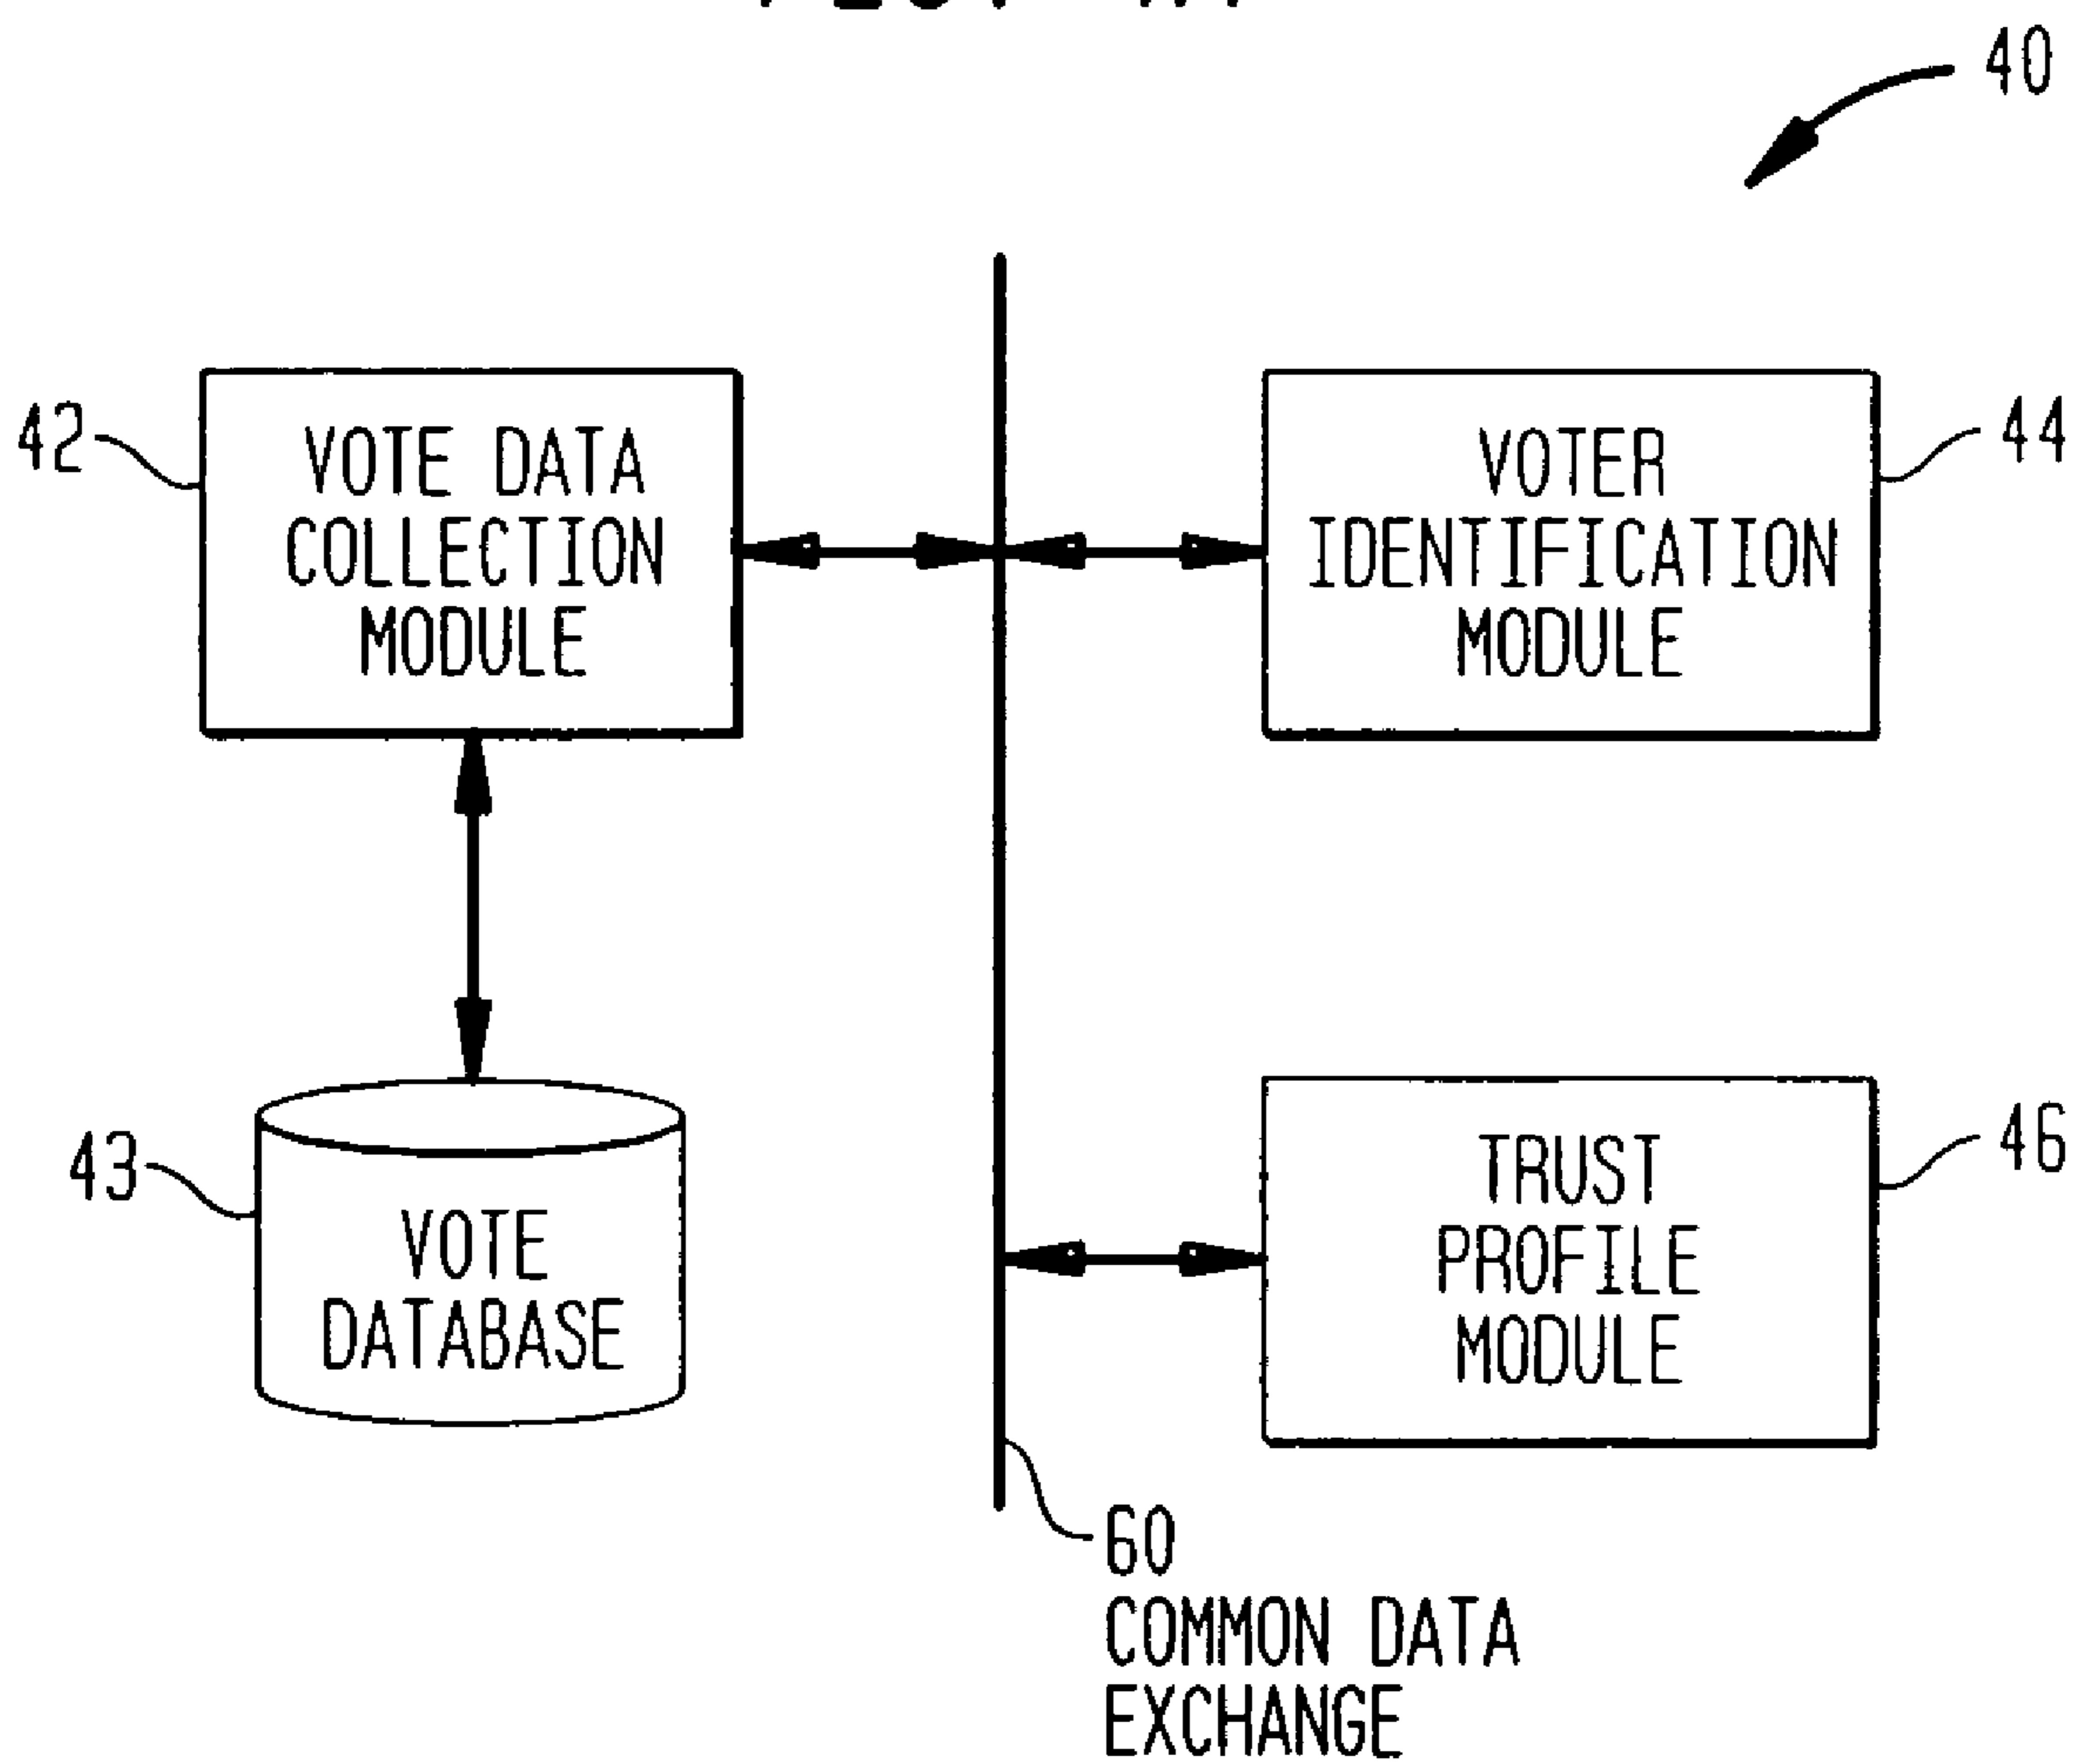 40
42
VOTE DATA
COLLECTION
MODULE
VOTER
IDENTIFICATION
MODULE
44
43
VOTE
DATABASE
TRUST
PROFILE
MODULE
46
60
COMMON DATA
EXCHANGE